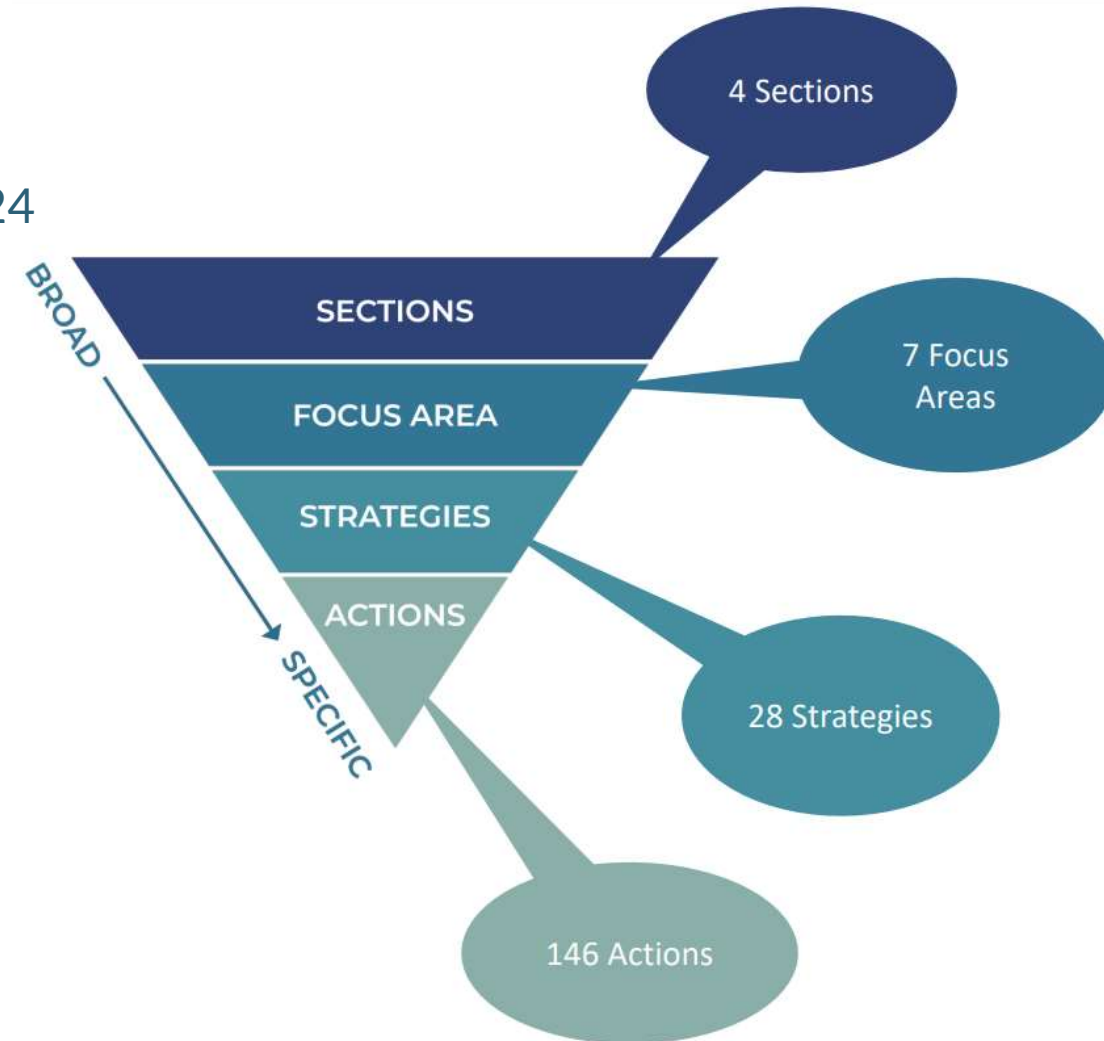 4 Sections
24
BROAD
SECTIONS
7 Focus
Areas
FOCUS AREA
STRATEGIES
ACTIONS
SPECIFIC
28 Strategies
146 Actions